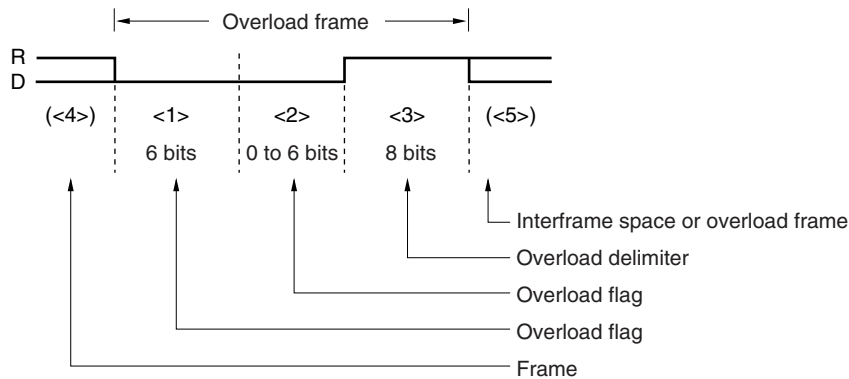 Overload frame
R
D
(<4>) <1> <2> <3> (<5>)
6 bits 0 to 6 bits 8 bits
Interframe space or overload frame
Overload delimiter
Overload flag
Overload flag
Frame